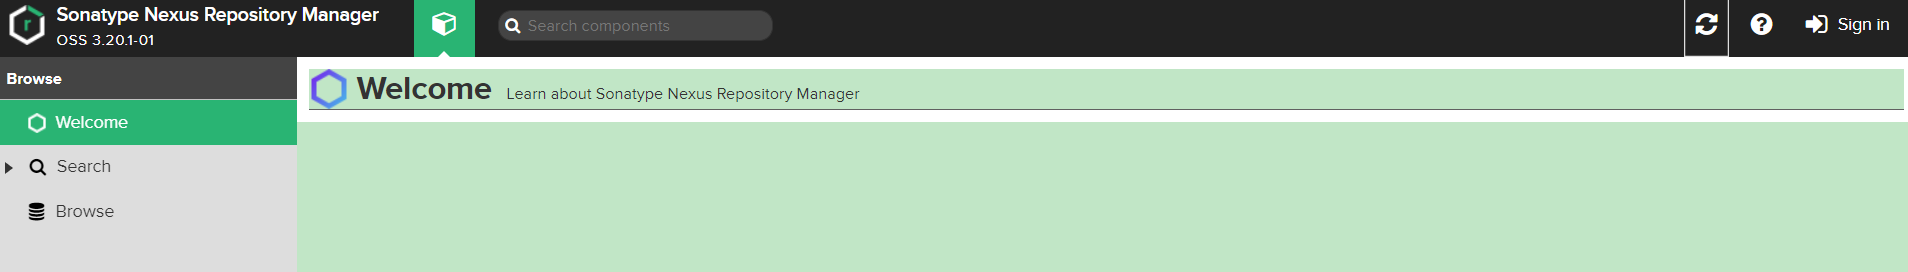 Sonatype Nexus Repository Manager
OSS 3.20.1-01
Search components
Sign in
Browse
Welcome
Search
Browse
Welcome Learn about Sonatype Nexus Repository Manager